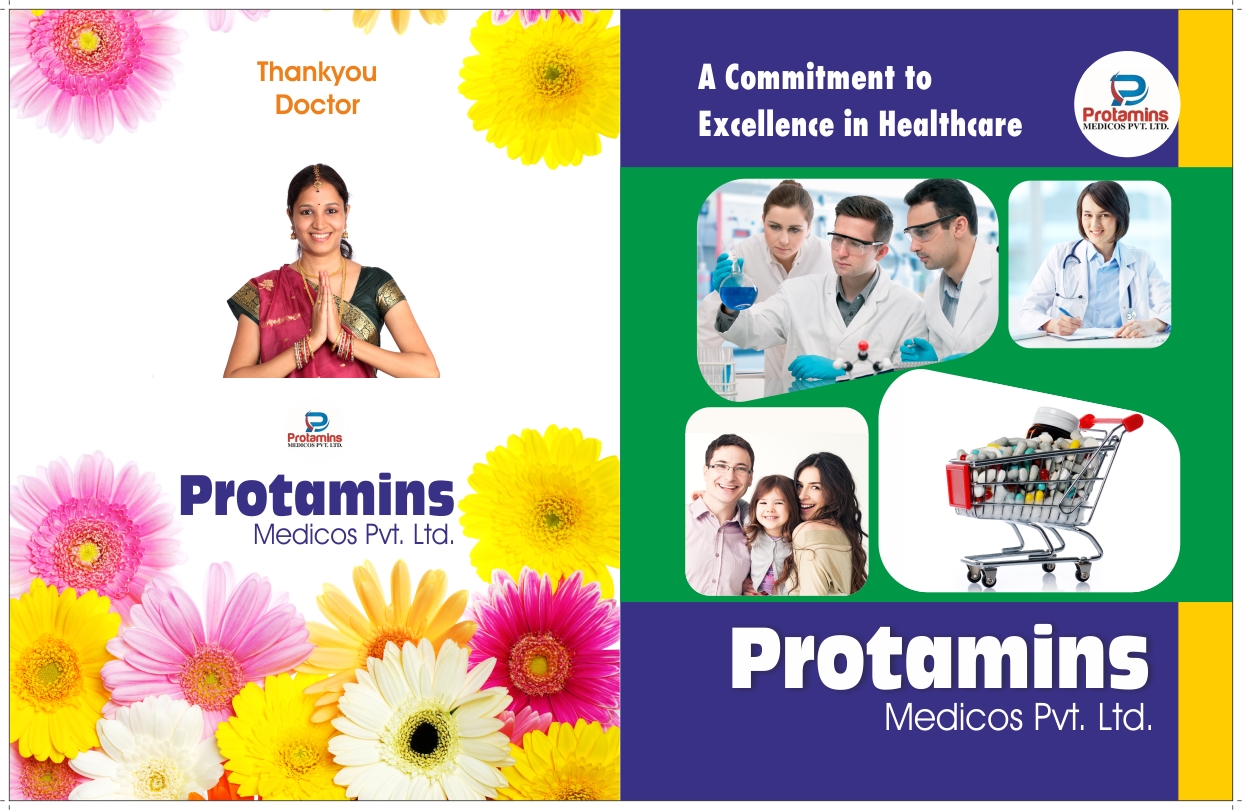 Thankyou
Doctor
Protamins
MEDICOS PVT. LTD.
Protamins
Medicos Pvt. Ltd.
A Commitment to
Excellence in Healthcare
Protamins
MEDICOS PVT. LTD.
Protamins
Medicos Pvt. Ltd.